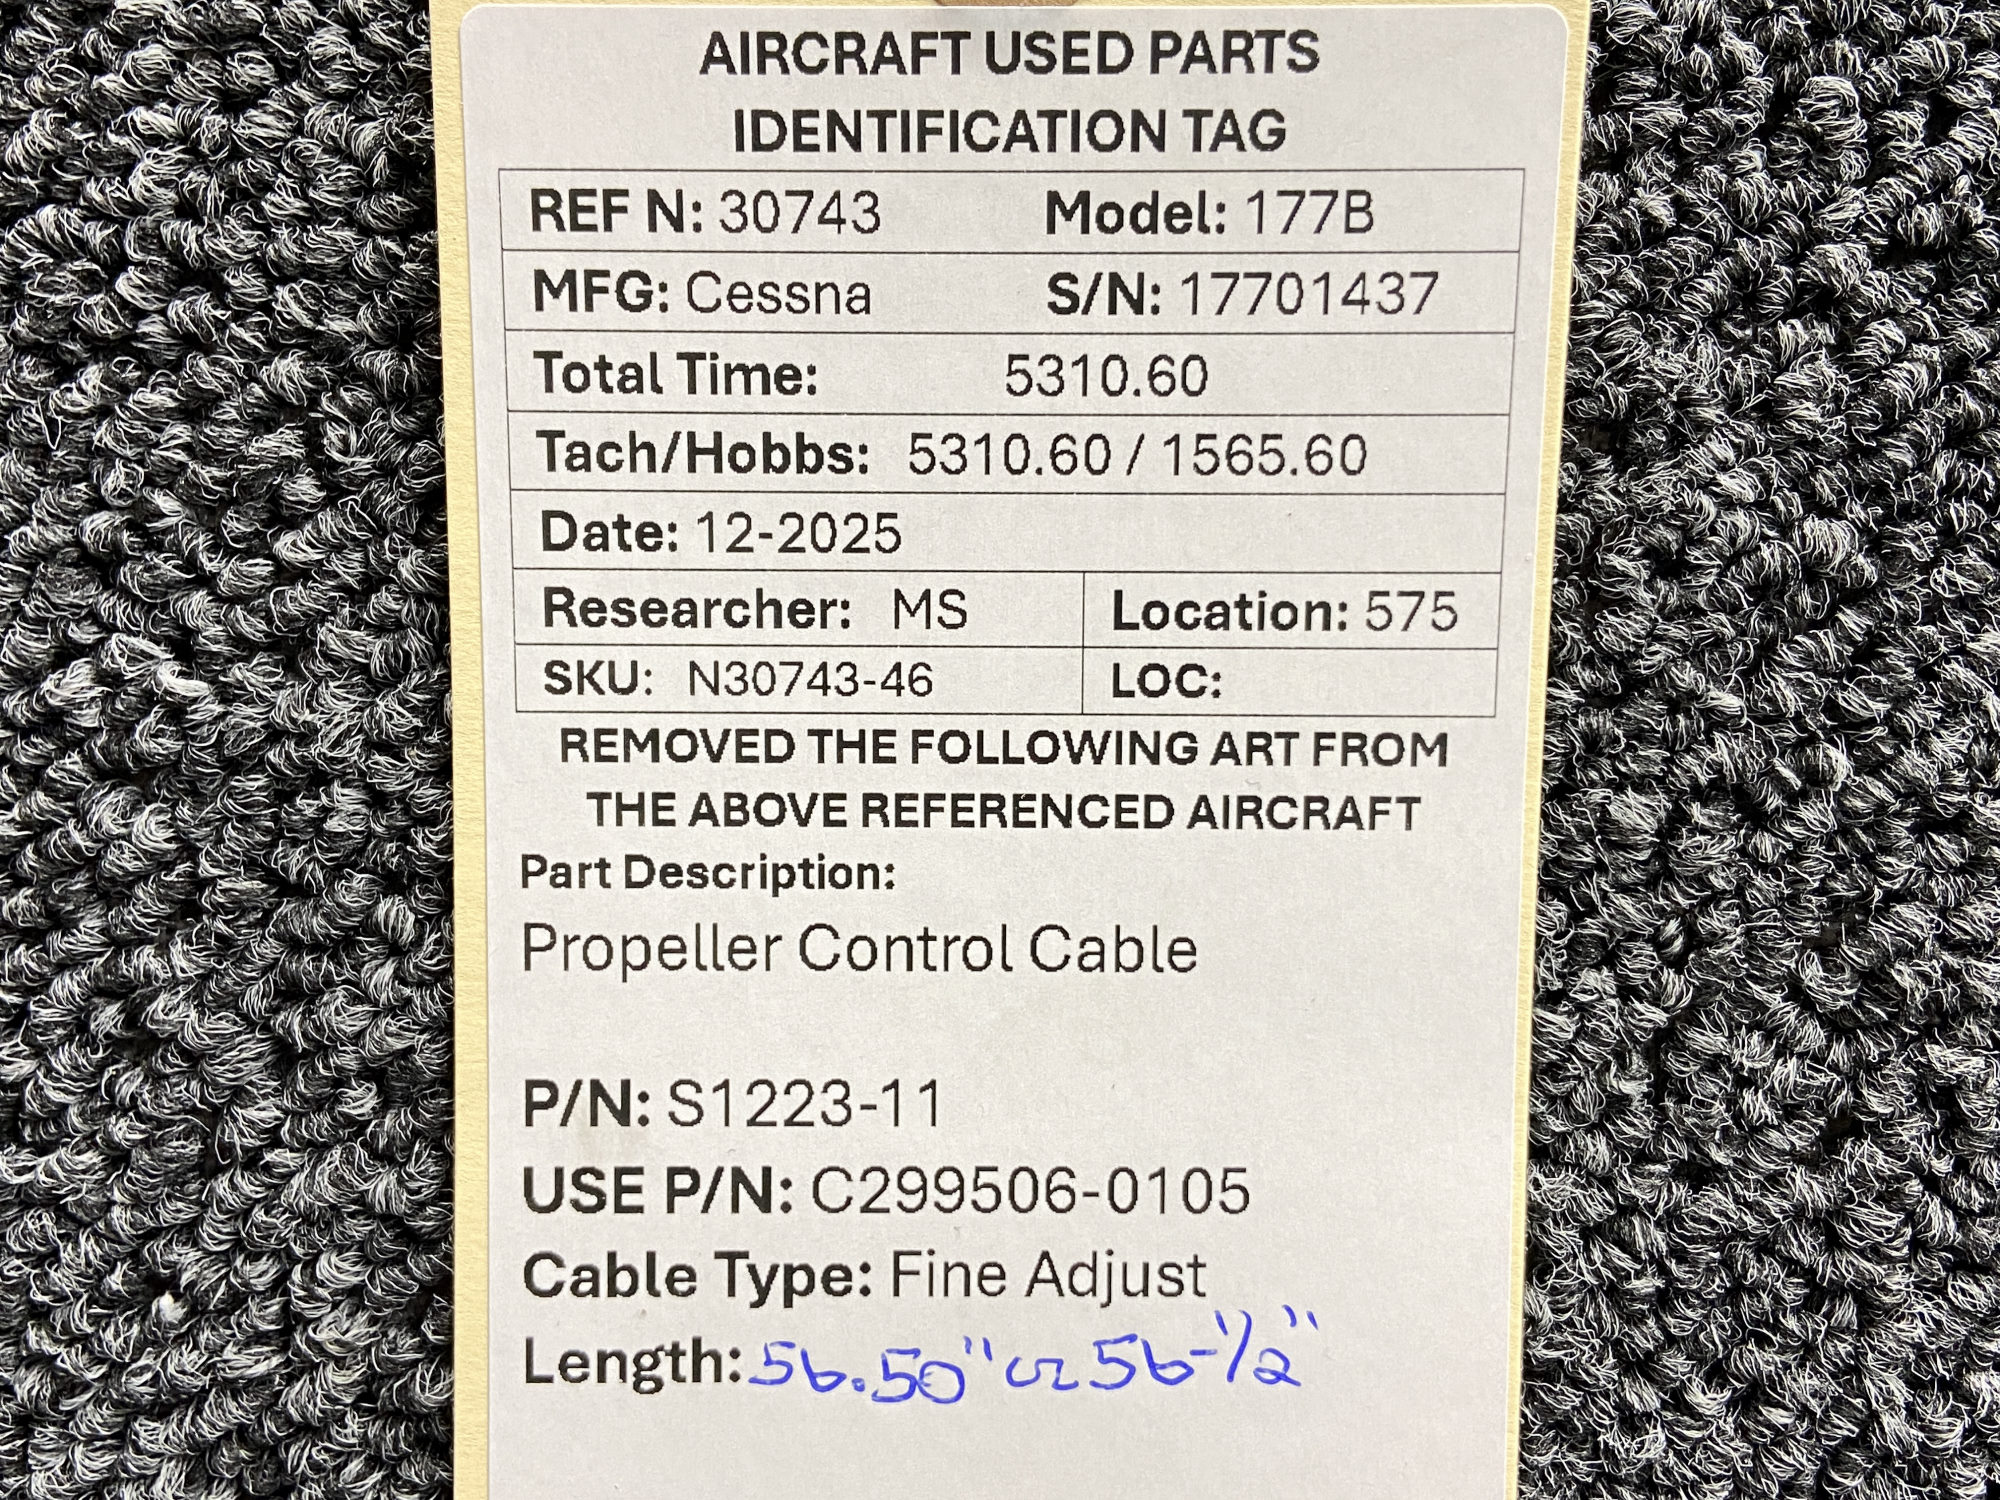 AIRCRAFT USED PARTS
IDENTIFICATION TAG
REF N: 30743 Model: 177B
MFG: Cessna S/N: 17701437
Total Time: 5310.60
Tach/Hobbs: 5310.60 / 1565.60
Date: 12-2025
Researcher: MS Location: 575
SKU: N30743-46 LOC:
REMOVED THE FOLLOWING ART FROM
THE ABOVE REFERENCED AIRCRAFT
Part Description:
Propeller Control Cable
P/N: S1223-11
USE P/N: C299506-0105
Cable Type: Fine Adjust
Length: 56.50" or 56-1/2"